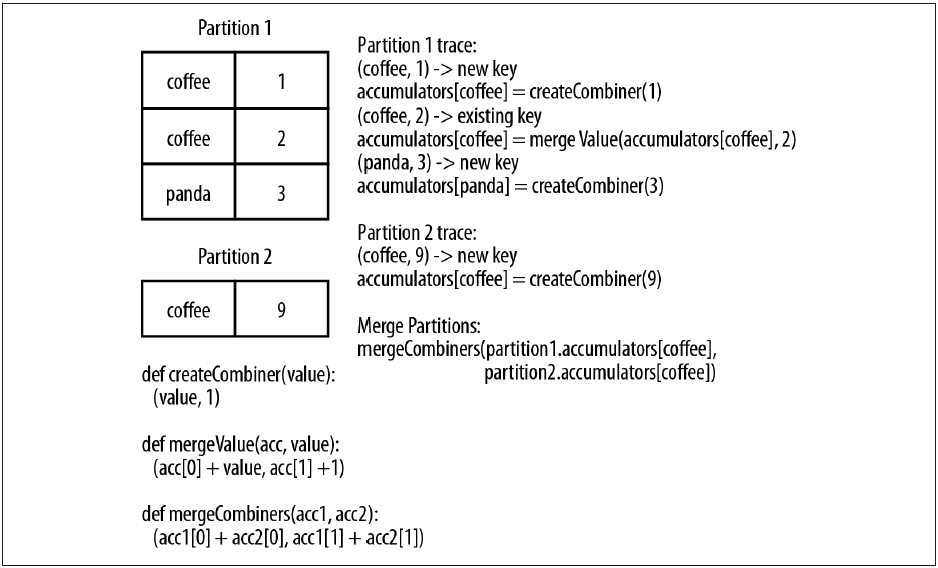 Partition 1
coffee 1
coffee 2
panda 3
Partition 2
coffee 9
def createCombiner(value):
(value, 1)
def mergeValue(acc, value):
(acc[0] + value, acc[1] +1)
def mergeCombiners(acc1, acc2):
(acc1[0] + acc2[0], acc1[1] + acc2[1])
Partition 1 trace:
(coffee, 1) -> new key
accumulators[coffee] = createCombiner(1)
(coffee, 2) -> existing key
accumulators[coffee] = merge Value(accumulators[coffee], 2)
(panda, 3) -> new key
accumulators[panda] = createCombiner(3)
Partition 2 trace:
(coffee, 9) -> new key
accumulators[coffee] = createCombiner(9)
Merge Partitions:
mergeCombiners(partition1.accumulators[coffee],
partition2.accumulators[coffee])